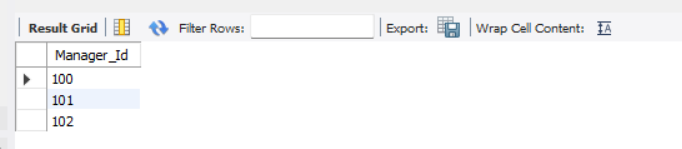 Result Grid Filter Rows: Export: Wrap Cell Content:
Manager_Id
100
101
102